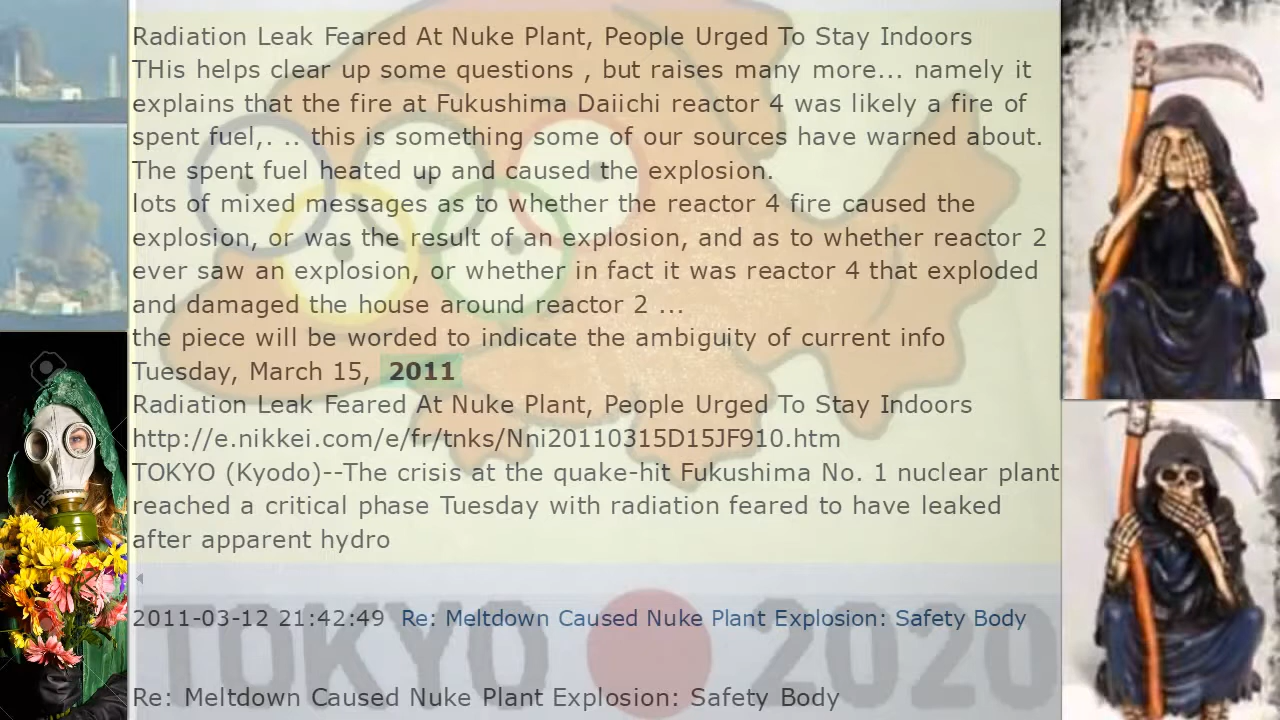 Radiation Leak Feared At Nuke Plant, People Urged To Stay Indoors
THis helps clear up some questions , but raises many more... namely it
explains that the fire at Fukushima Daiichi reactor 4 was likely a fire of
spent fuel,. .. this is something some of our sources have warned about.
The spent fuel heated up and caused the explosion.
lots of mixed messages as to whether the reactor 4 fire caused the
explosion, or was the result of an explosion, and as to whether reactor 2
ever saw an explosion, or whether in fact it was reactor 4 that exploded
and damaged the house around reactor 2 ...
the piece will be worded to indicate the ambiguity of current info
Tuesday, March 15, 2011
Radiation Leak Feared At Nuke Plant, People Urged To Stay Indoors
http://e.nikkei.com/e/fr/tnks/Nni20110315D15JF910.htm
TOKYO (Kyodo)--The crisis at the quake-hit Fukushima No. 1 nuclear plant
reached a critical phase Tuesday with radiation feared to have leaked
after apparent hydro
2011-03-12 21:42:49 Re: Meltdown Caused Nuke Plant Explosion: Safety Body
TOKYO 2020
Re: Meltdown Caused Nuke Plant Explosion: Safety Body